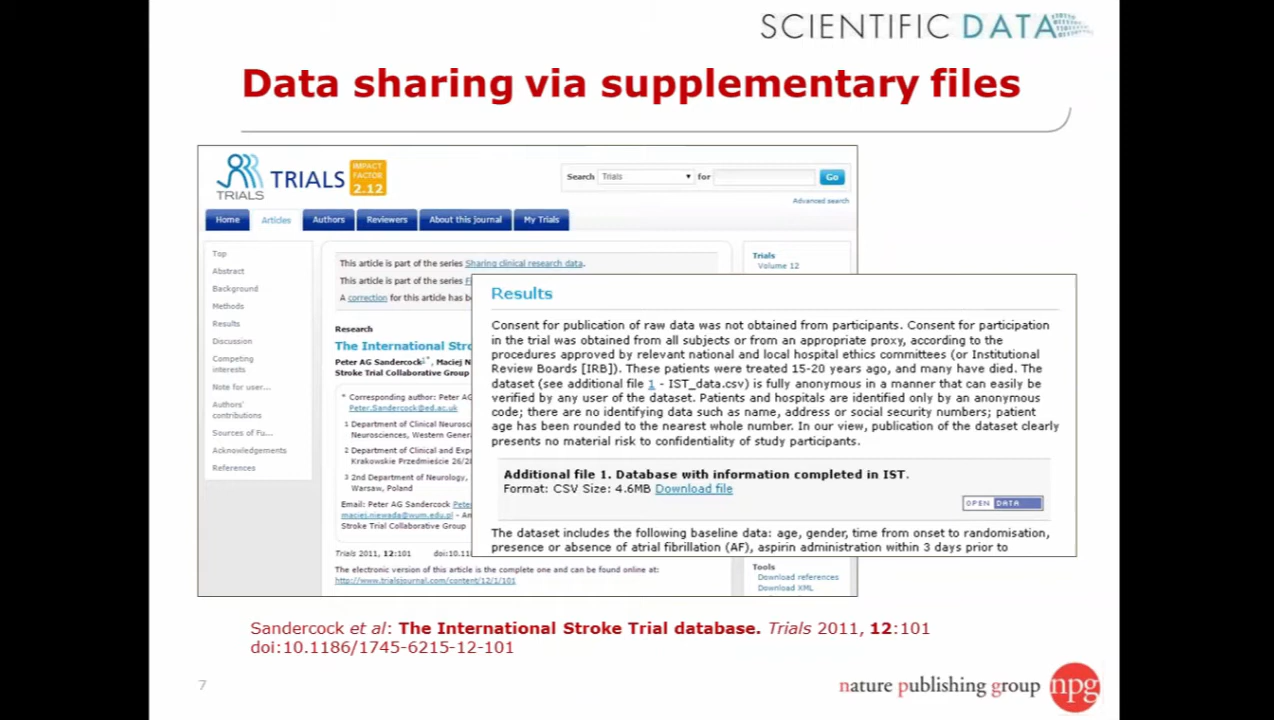 SCIENTIFIC DATA
Data sharing via supplementary files
TRIALS
TRIALS
IMPACT
FACTOR
2.12
Search Trials for Go
Advanced search
Home Articles Authors Reviewers About this journal My Trials
Top
Abstract
Background
Methods
Results
Discussion
Competing
interests
Note for user...
Authors'
contributions
Sources of Fu...
Acknowledgements
References
This article is part of the series Sharing clinical research data.
This article is part of the series
A correction for this article has
Research
The International
Peter AG Sandercock1*, Maciej
Stroke Trial Collaborative Group
* Corresponding author: Peter AG
Peter.Sandercock@ed.ac.uk
1 Department of Clinical
Neurosciences, Western
2 Department of Clinical and
Krakowskie Przedmieście
3 2nd Department of Neurology,
Warsaw, Poland
Email: Peter AG Sandercock
maciej.niewada@wum.edu.pl -
Stroke Trial Collaborative Group
Trials 2011, 12:101
The electronic version of this article is the complete one and can be found online at:
http://www.trialsjournal.com/content/12/1/101
Trials
Volume 12
Results
Consent for publication of raw data was not obtained from participants. Consent for participation
in the trial was obtained from all subjects or from an appropriate proxy, according to the
procedures approved by relevant national and local hospital ethics committees (or Institutional
Review Boards [IRB]). These patients were treated 15-20 years ago, and many have died. The
dataset (see additional file 1 - IST_data.csv) is fully anonymous in a manner that can easily be
verified by any user of the dataset. Patients and hospitals are identified only by an anonymous
code; there are no identifying data such as name, address or social security numbers; patient
age has been rounded to the nearest whole number. In our view, publication of the dataset clearly
presents no material risk to confidentiality of study participants.
Additional file 1. Database with information completed in IST.
Format: CSV Size: 4.6MB Download file
OPEN DATA
The dataset includes the following baseline data: age, gender, time from onset to randomisation,
presence or absence of atrial fibrillation (AF), aspirin administration within 3 days prior to
Tools
Download references
Download XML
Sandercock et al: The International Stroke Trial database. Trials 2011, 12:101
doi:10.1186/1745-6215-12-101
7
nature publishing group npg